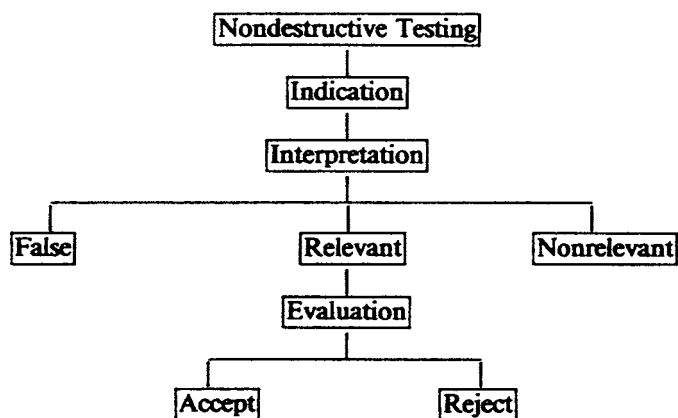 Nondestructive Testing
Indication
Interpretation
False Relevant Nonrelevant
Evaluation
Accept Reject